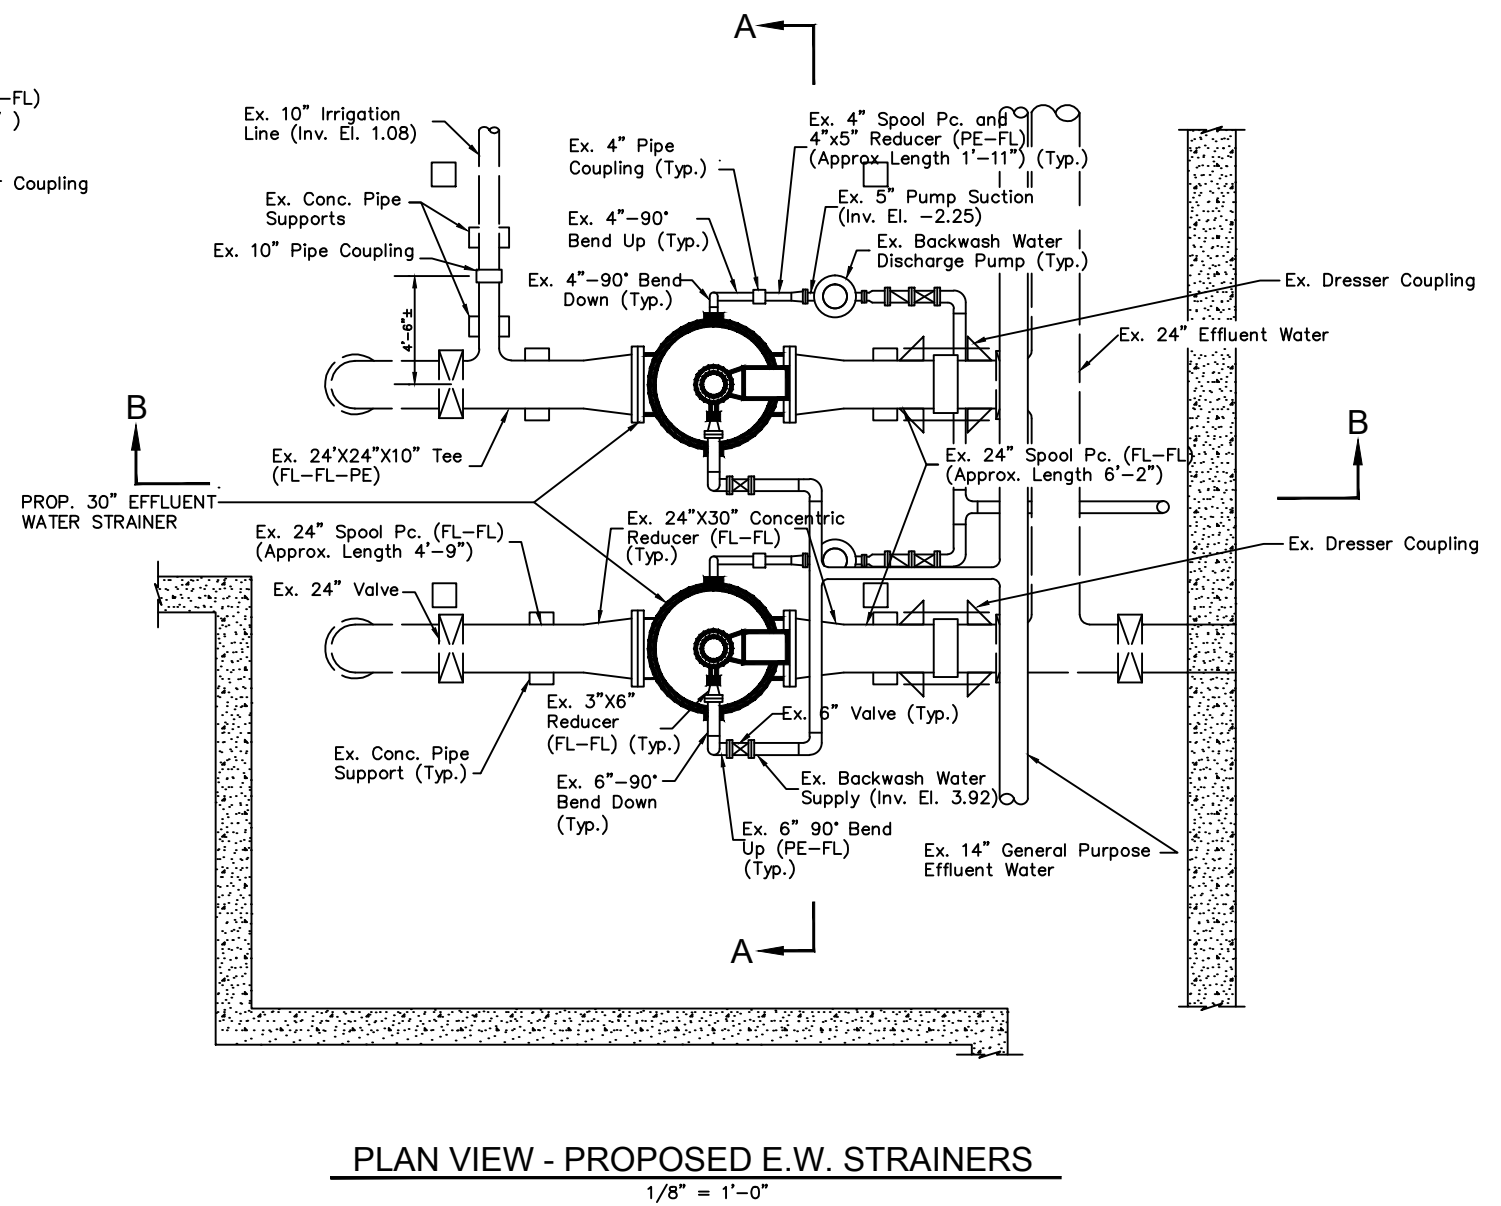 A
–FL)
)
r Coupling
Ex. 10" Irrigation
Line (Inv. El. 1.08)
Ex. 4" Pipe
Coupling (Typ.)
Ex. 4" Spool Pc. and
4"x5" Reducer (PE–FL)
(Approx Length 1'–11") (Typ.)
Ex. Conc. Pipe
Supports
Ex. 5" Pump Suction
(Inv. El. –2.25)
Ex. 4"–90°
Bend Up (Typ.)
Ex. 10" Pipe Coupling
Ex. Backwash Water
Discharge Pump (Typ.)
Ex. 4"–90° Bend
Down (Typ.)
Ex. Dresser Coupling
4'–6"±
Ex. 24" Effluent Water
B
B
Ex. 24'X24"X10" Tee
(FL–FL–PE)
Ex. 24" Spool Pc. (FL–FL)
(Approx. Length 6'–2")
PROP. 30" EFFLUENT
WATER STRAINER
Ex. 24" Spool Pc. (FL–FL)
(Approx. Length 4'–9")
Ex. 24"X30" Concentric
Reducer (FL–FL)
(Typ.)
Ex. Dresser Coupling
Ex. 24" Valve
Ex. 3"X6"
Reducer
(FL–FL) (Typ.)
Ex. 6" Valve (Typ.)
Ex. Conc. Pipe
Support (Typ.)
Ex. 6"–90°
Bend Down
(Typ.)
Ex. Backwash Water
Supply (Inv. El. 3.92)
Ex. 6" 90° Bend
Up (PE–FL)
(Typ.)
Ex. 14" General Purpose
Effluent Water
A
PLAN VIEW - PROPOSED E.W. STRAINERS
1/8" = 1'–0"